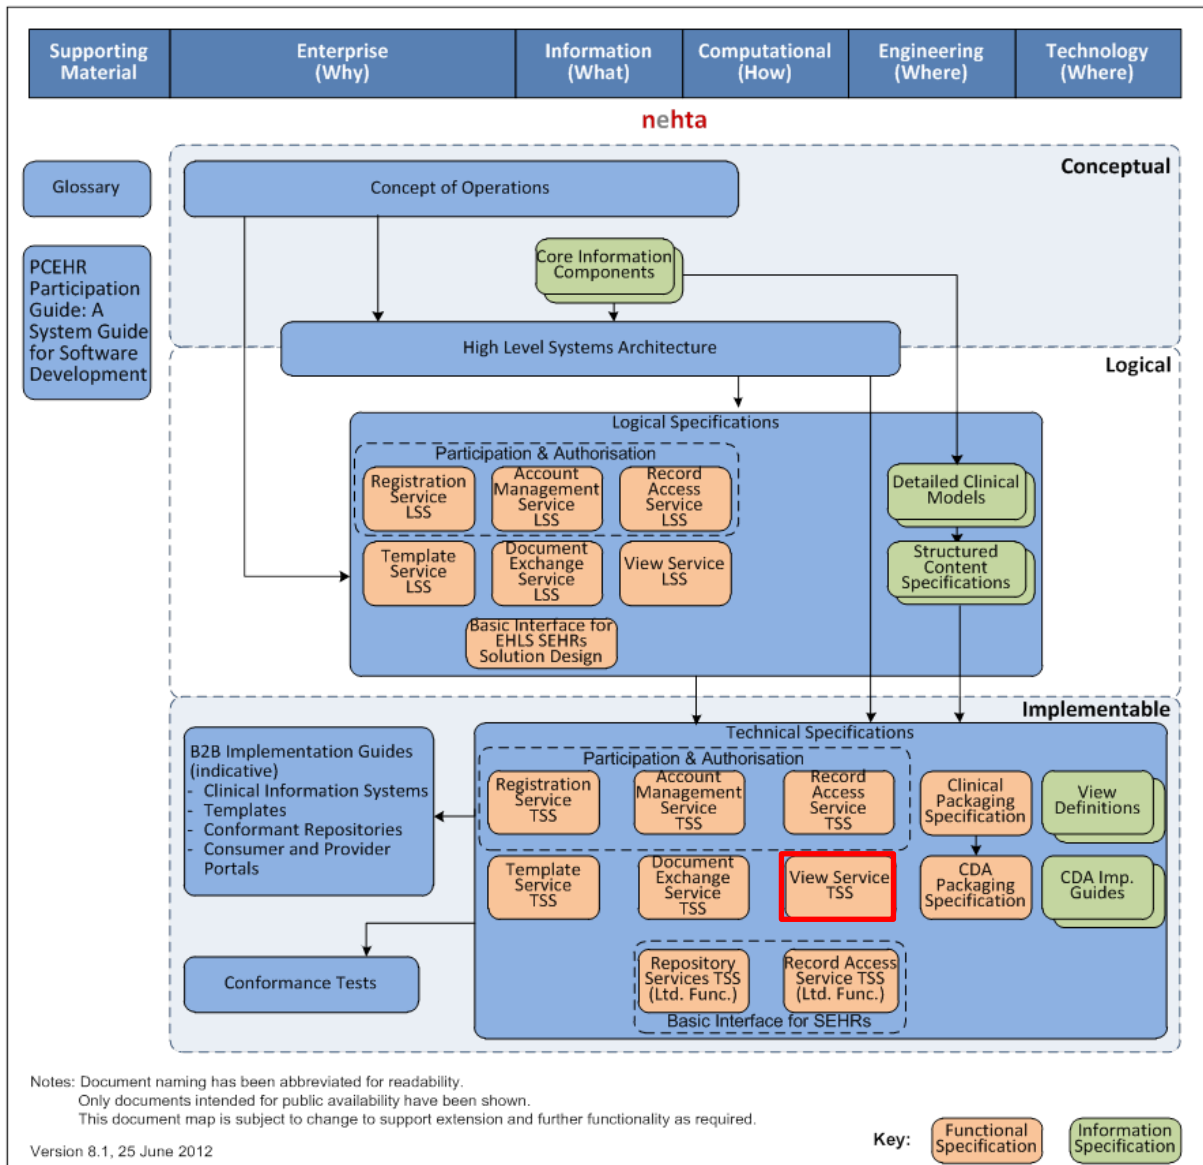 Supporting
Material
Enterprise
(Why)
Information
(What)
Computational
(How)
Engineering
(Where)
Technology
(Where)
nehta
Conceptual
Glossary
Concept of Operations
PCEHR
Participation
Guide: A
System Guide
for Software
Development
Core Information
Components
High Level Systems Architecture
Logical
Logical Specifications
Participation & Authorisation
Registration
Service
LSS
Account
Management
Service
LSS
Record
Access
Service
LSS
Detailed Clinical
Models
Template
Service
LSS
Document
Exchange
Service
LSS
View Service
LSS
Structured
Content
Specifications
Basic Interface for
EHLS SEHRs
Solution Design
Implementable
Technical Specifications
B2B Implementation Guides
(indicative)
- Clinical Information Systems
- Templates
- Conformant Repositories
- Consumer and Provider
Portals
Participation & Authorisation
Registration
Service
TSS
Account
Management
Service
TSS
Record
Access
Service
TSS
Clinical
Packaging
Specification
View
Definitions
Template
Service
TSS
Document
Exchange
Service
TSS
View Service
TSS
CDA
Packaging
Specification
CDA Imp.
Guides
Conformance Tests
Repository
Services TSS
(Ltd. Func.)
Record Access
Service TSS
(Ltd. Func.)
Basic Interface for SEHRs
Notes: Document naming has been abbreviated for readability.
Only documents intended for public availability have been shown.
This document map is subject to change to support extension and further functionality as required.
Version 8.1, 25 June 2012
Key:
Functional
Specification
Information
Specification